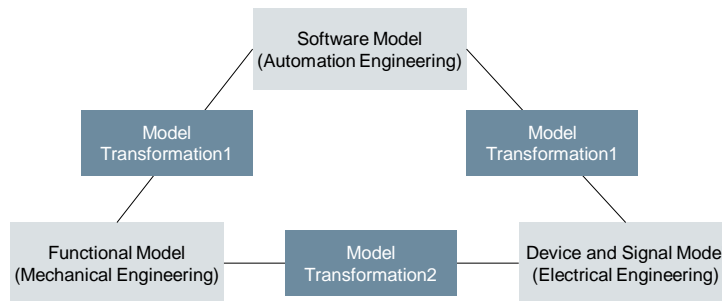 Software Model
(Automation Engineering)
Model
Transformation1
Model
Transformation1
Functional Model
(Mechanical Engineering)
Model
Transformation2
Device and Signal Model
(Electrical Engineering)